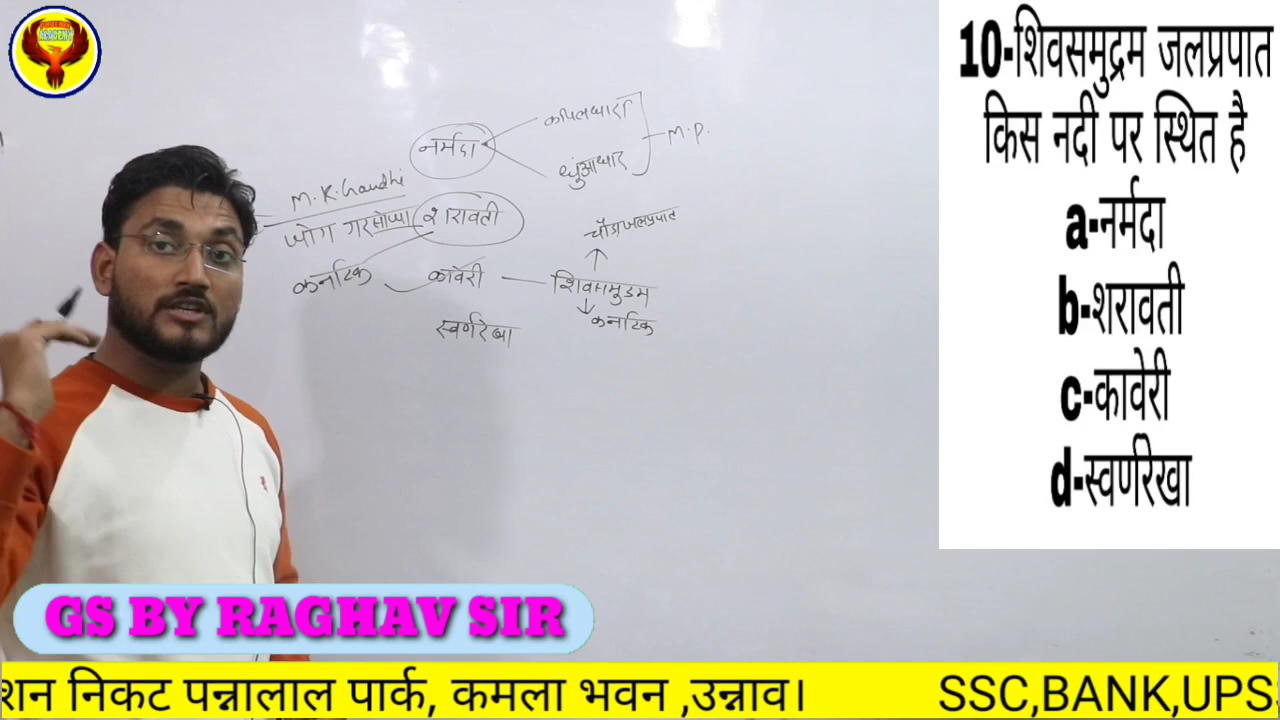 ACADEMY
नर्मदा
कपिलधारा
धुंआधार
M.P.
M.K. Gandhi
जोग गरसोप्पा
शरावती
चौड़ा जलप्रपात
कर्नाटक
कावेरी
शिवसमुद्रम
कर्नाटक
स्वर्णरेखा
10-शिवसमुद्रम जलप्रपात
किस नदी पर स्थित है
a-नर्मदा
b-शरावती
c-कावेरी
d-स्वर्णरेखा
GS BY RAGHAV SIR
शन निकट पन्नालाल पार्क, कमला भवन ,उन्नाव। SSC,BANK,UPS